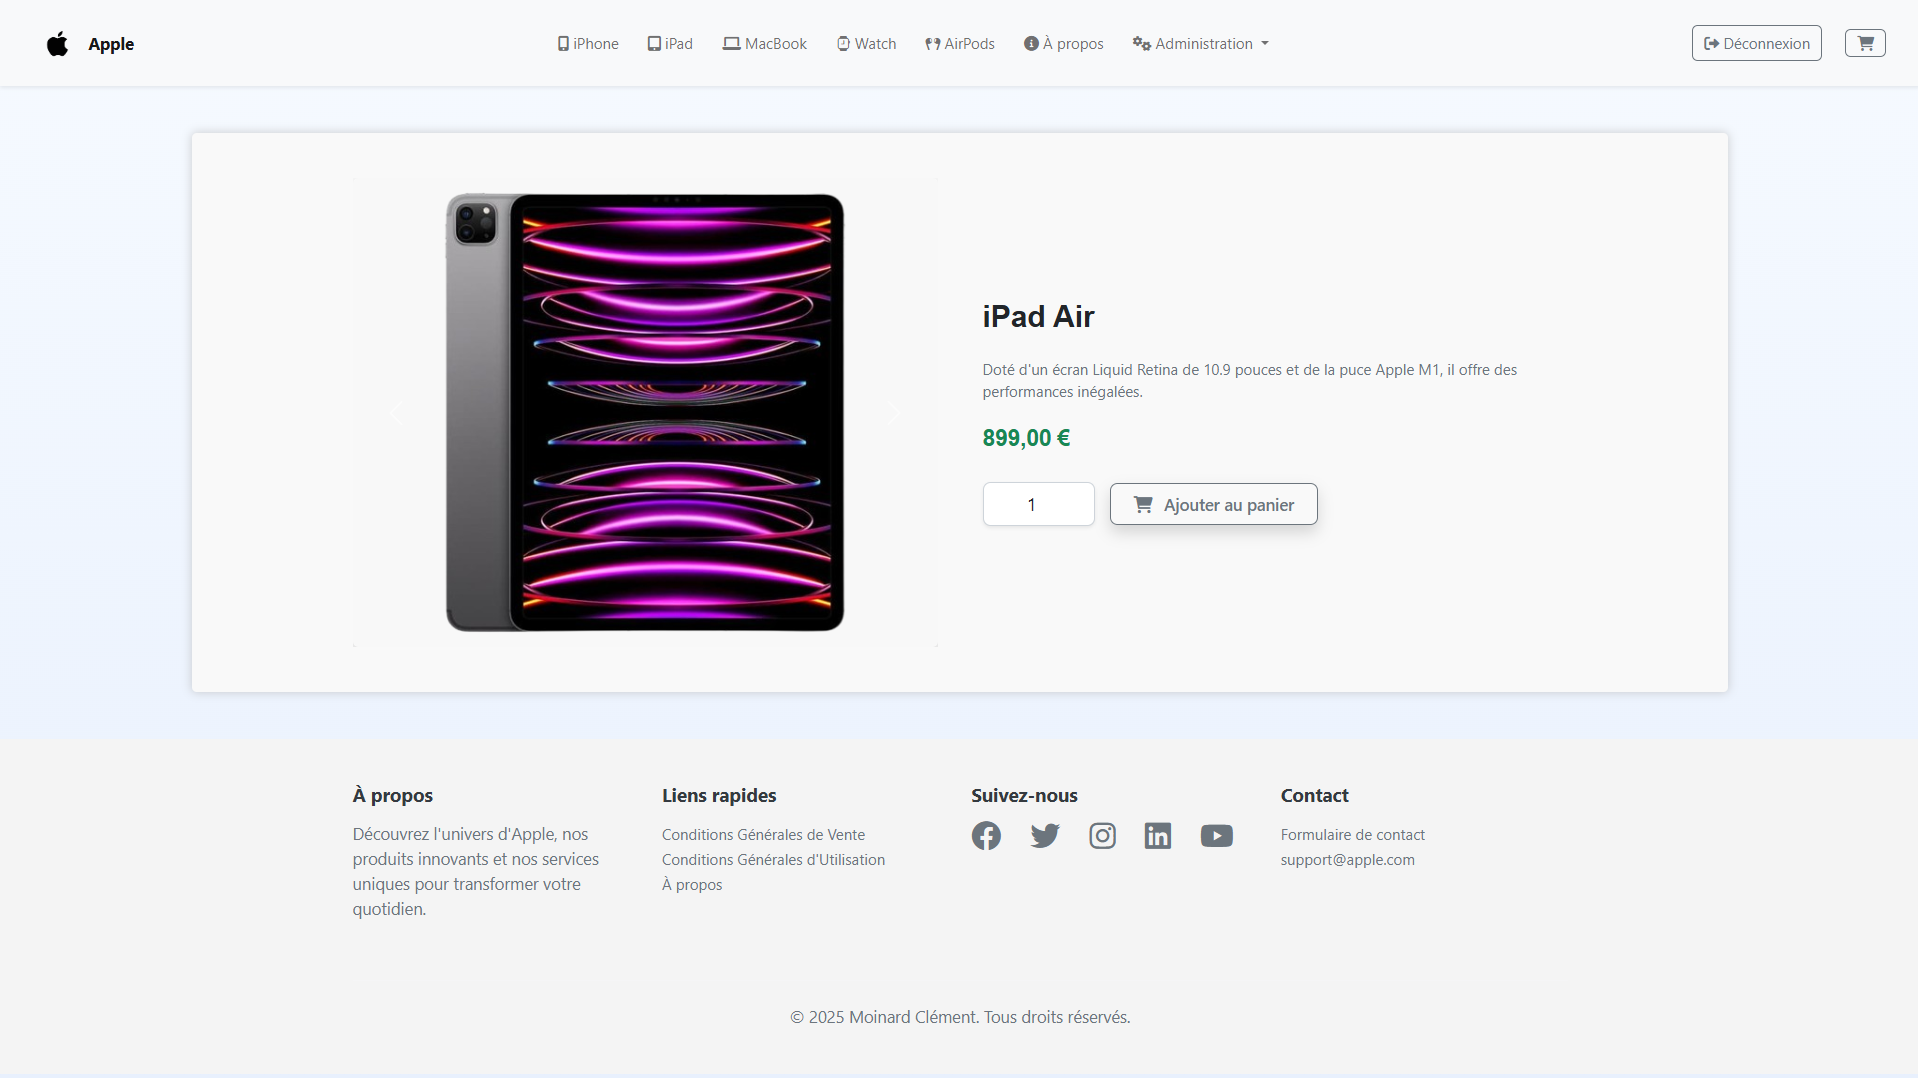 Apple
iPhone
iPad
MacBook
Watch
AirPods
À propos
Administration
Déconnexion
iPad Air
Doté d'un écran Liquid Retina de 10.9 pouces et de la puce Apple M1, il offre des
performances inégalées.
899,00 €
1
Ajouter au panier
À propos
Découvrez l'univers d'Apple, nos
produits innovants et nos services
uniques pour transformer votre
quotidien.
Liens rapides
Conditions Générales de Vente
Conditions Générales d'Utilisation
À propos
Suivez-nous
Contact
Formulaire de contact
support@apple.com
© 2025 Moinard Clément. Tous droits réservés.